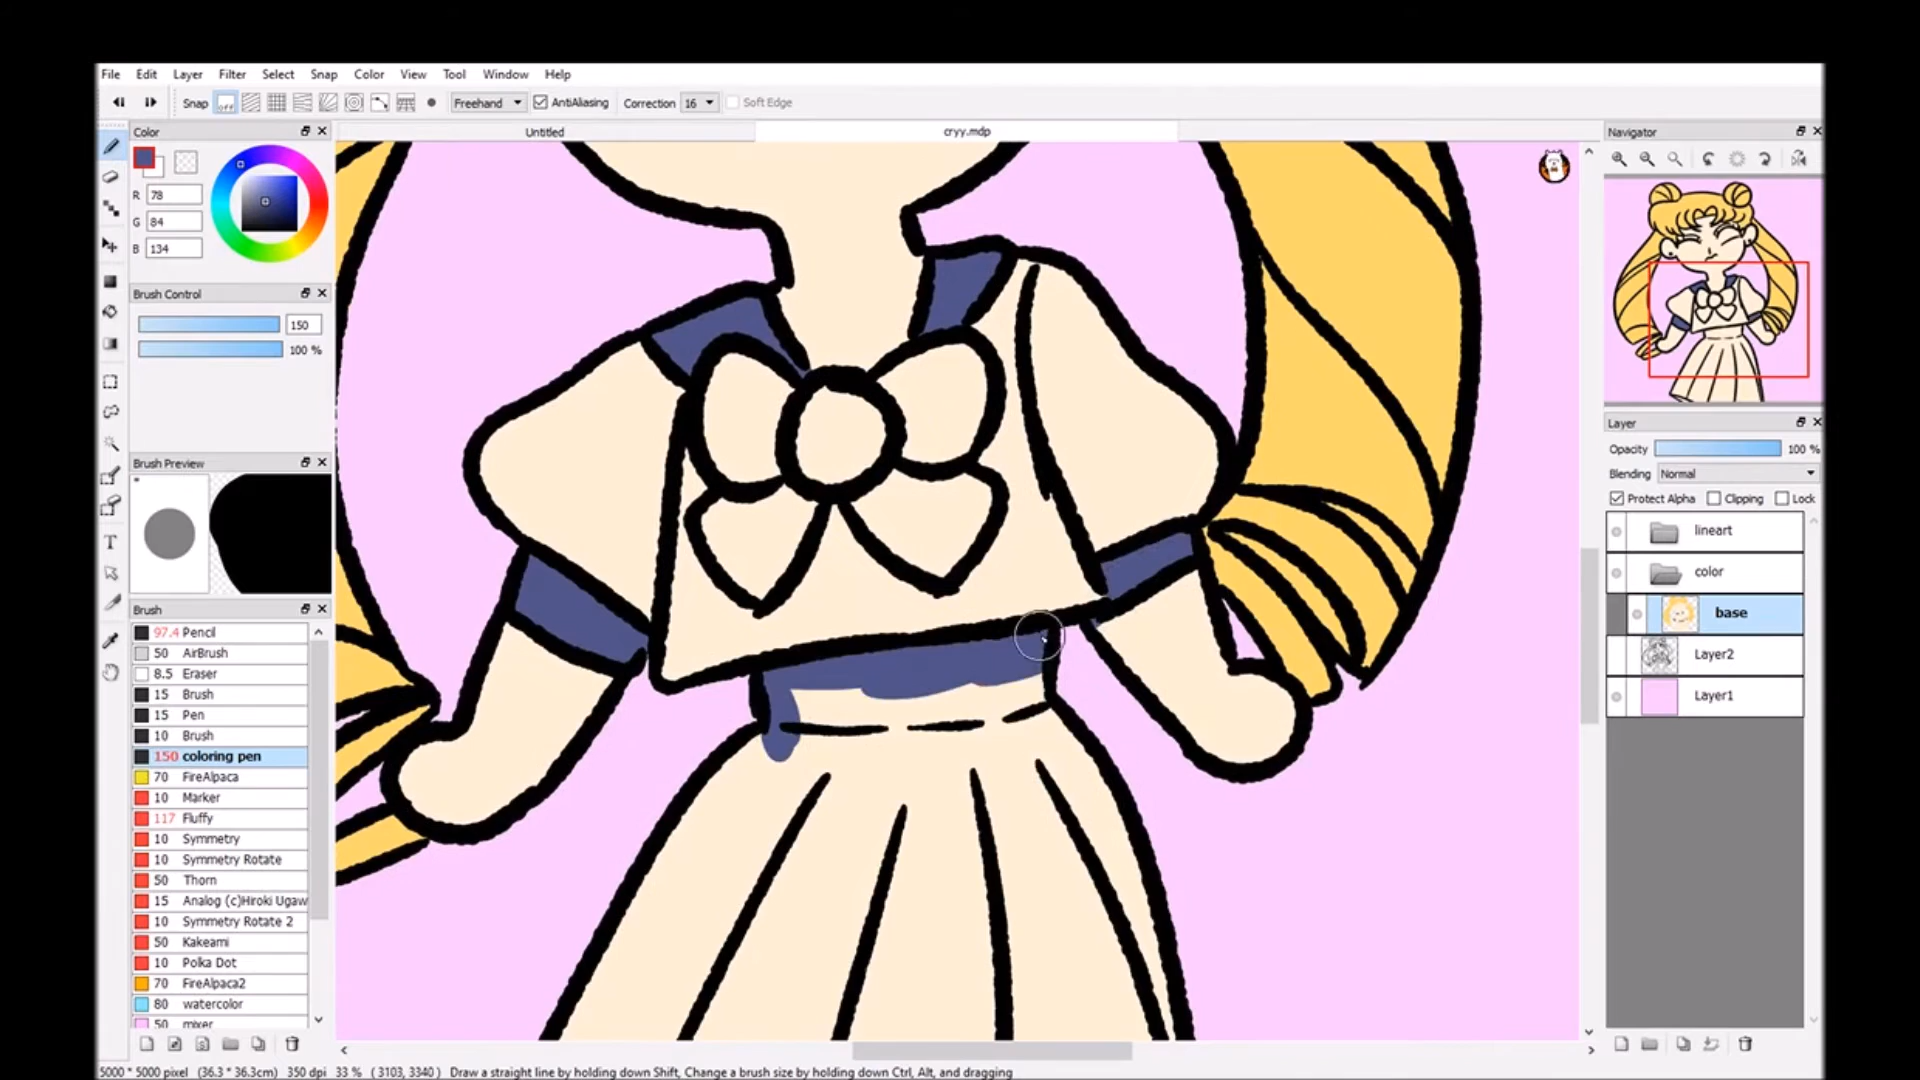 File Edit Layer Filter Select Snap Color View Tool Window Help
Snap off Freehand AntiAliasing Correction 16 Soft Edge
Color
Untitled
cryy.mdp
Navigator
R 78
G 84
B 134
Brush Control
150
100 %
Brush Preview
Brush
97.4 Pencil
50 AirBrush
8.5 Eraser
15 Brush
15 Pen
10 Brush
150 coloring pen
70 FireAlpaca
10 Marker
117 Fluffy
10 Symmetry
10 Symmetry Rotate
50 Thorn
15 Analog (c)Hiroki Ugaw
10 Symmetry Rotate 2
50 Kakeami
10 Polka Dot
70 FireAlpaca2
80 watercolor
50 mixer
Layer
Opacity 100 %
Blending Normal
Protect Alpha Clipping Lock
lineart
color
base
Layer2
Layer1
5000 * 5000 pixel (36.3 * 36.3cm) 350 dpi 33 % ( 3103, 3340 ) Draw a straight line by holding down Shift, Change a brush size by holding down Ctrl, Alt, and dragging